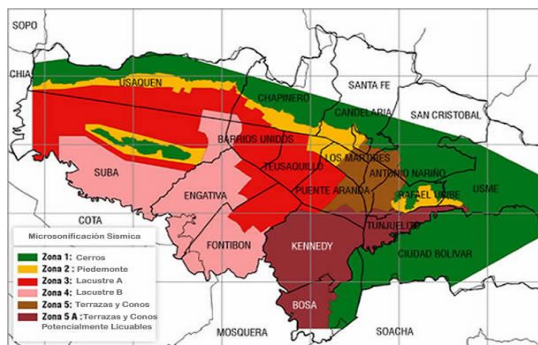 SOPO
CHIA
USAQUEN
SANTA FE
CHAPINERO
CANDELARIA
SAN CRISTOBAL
BARRIOS UNIDOS
LOS MARTIRES
TEUSAQUILLO
ANTONIO NARIÑO
SUBA
ENGATIVA
PUENTE ARANDA
RAFAEL URIBE
USME
COTA
TUNJUELITO
FONTIBON
KENNEDY
CIUDAD BOLIVAR
BOSA
MOSQUERA
SOACHA
Microsonificación Sismica
Zona 1: Cerros
Zona 2: Piedemonte
Zona 3: Lacustre A
Zona 4: Lacustre B
Zona 5: Terrazas y Conos
Zona 5 A : Terrazas y Conos
Potencialmente Licuables